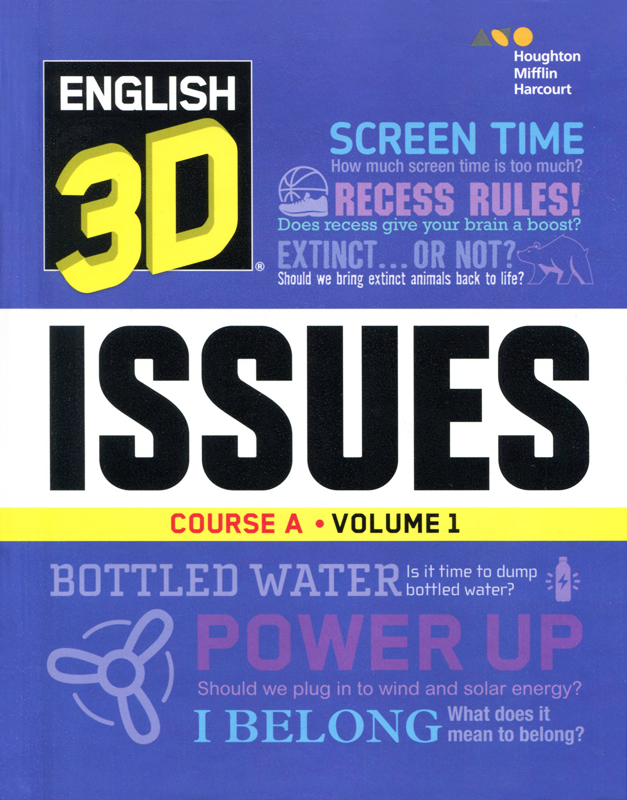 Houghton
Mifflin
Harcourt
ENGLISH
3D®
SCREEN TIME
How much screen time is too much?
RECESS RULES!
Does recess give your brain a boost?
EXTINCT... OR NOT?
Should we bring extinct animals back to life?
ISSUES
COURSE A • VOLUME 1
BOTTLED WATER
Is it time to dump
bottled water?
POWER UP
Should we plug in to wind and solar energy?
I BELONG
What does it
mean to belong?